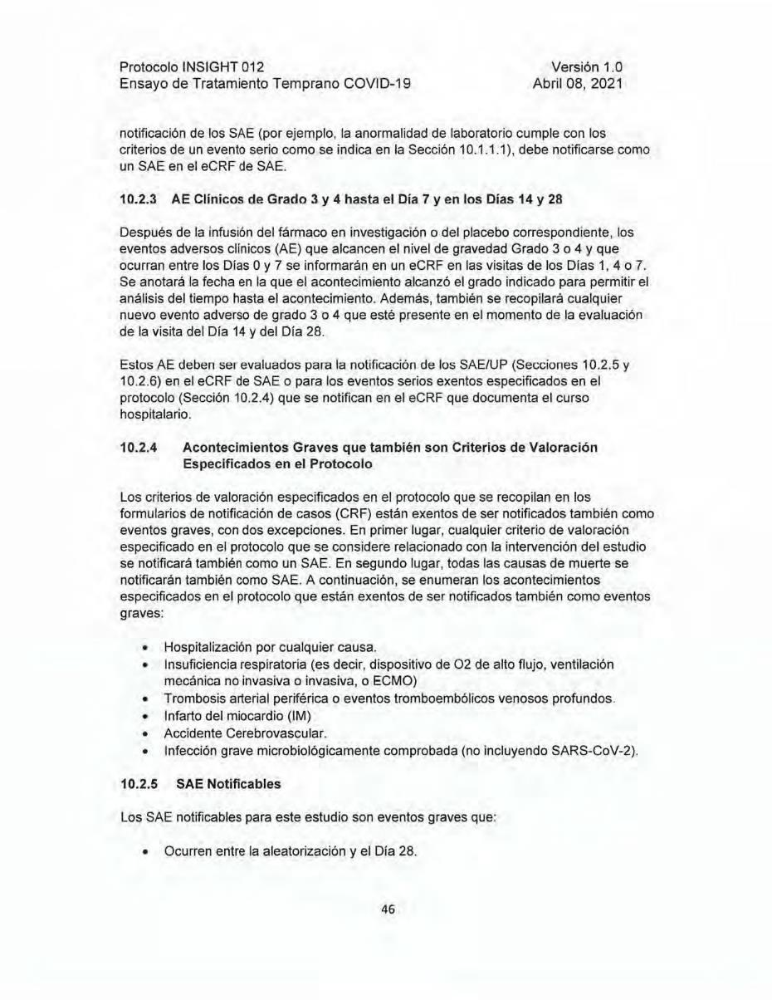 Protocolo INSIGHT 012 Versión 1.0
Ensayo de Tratamiento Temprano COVID-19 Abril 08, 2021
notificación de los SAE (por ejemplo, la anormalidad de laboratorio cumple con los
criterios de un evento serio como se indica en la Sección 10.1.1.1), debe notificarse como
un SAE en el eCRF de SAE.
10.2.3 AE Clínicos de Grado 3 y 4 hasta el Día 7 y en los Días 14 y 28
Después de la infusión del fármaco en investigación o del placebo correspondiente, los
eventos adversos clínicos (AE) que alcancen el nivel de gravedad Grado 3 o 4 y que
ocurran entre los Días 0 y 7 se informarán en un eCRF en las visitas de los Días 1, 4 o 7.
Se anotará la fecha en la que el acontecimiento alcanzó el grado indicado para permitir el
análisis del tiempo hasta el acontecimiento. Además, también se recopilará cualquier
nuevo evento adverso de grado 3 o 4 que esté presente en el momento de la evaluación
de la visita del Día 14 y del Día 28.
Estos AE deben ser evaluados para la notificación de los SAE/UP (Secciones 10.2.5 y
10.2.6) en el eCRF de SAE o para los eventos serios exentos especificados en el
protocolo (Sección 10.2.4) que se notifican en el eCRF que documenta el curso
hospitalario.
10.2.4 Acontecimientos Graves que también son Criterios de Valoración
Especificados en el Protocolo
Los criterios de valoración especificados en el protocolo que se recopilan en los
formularios de notificación de casos (CRF) están exentos de ser notificados también como
eventos graves, con dos excepciones. En primer lugar, cualquier criterio de valoración
especificado en el protocolo que se considere relacionado con la intervención del estudio
se notificará también como un SAE. En segundo lugar, todas las causas de muerte se
notificarán también como SAE. A continuación, se enumeran los acontecimientos
especificados en el protocolo que están exentos de ser notificados también como eventos
graves:
• Hospitalización por cualquier causa.
• Insuficiencia respiratoria (es decir, dispositivo de O2 de alto flujo, ventilación
mecánica no invasiva o invasiva, o ECMO)
• Trombosis arterial periférica o eventos tromboembólicos venosos profundos.
• Infarto del miocardio (IM)
• Accidente Cerebrovascular.
• Infección grave microbiológicamente comprobada (no incluyendo SARS-CoV-2).
10.2.5 SAE Notificables
Los SAE notificables para este estudio son eventos graves que:
• Ocurren entre la aleatorización y el Día 28.
46